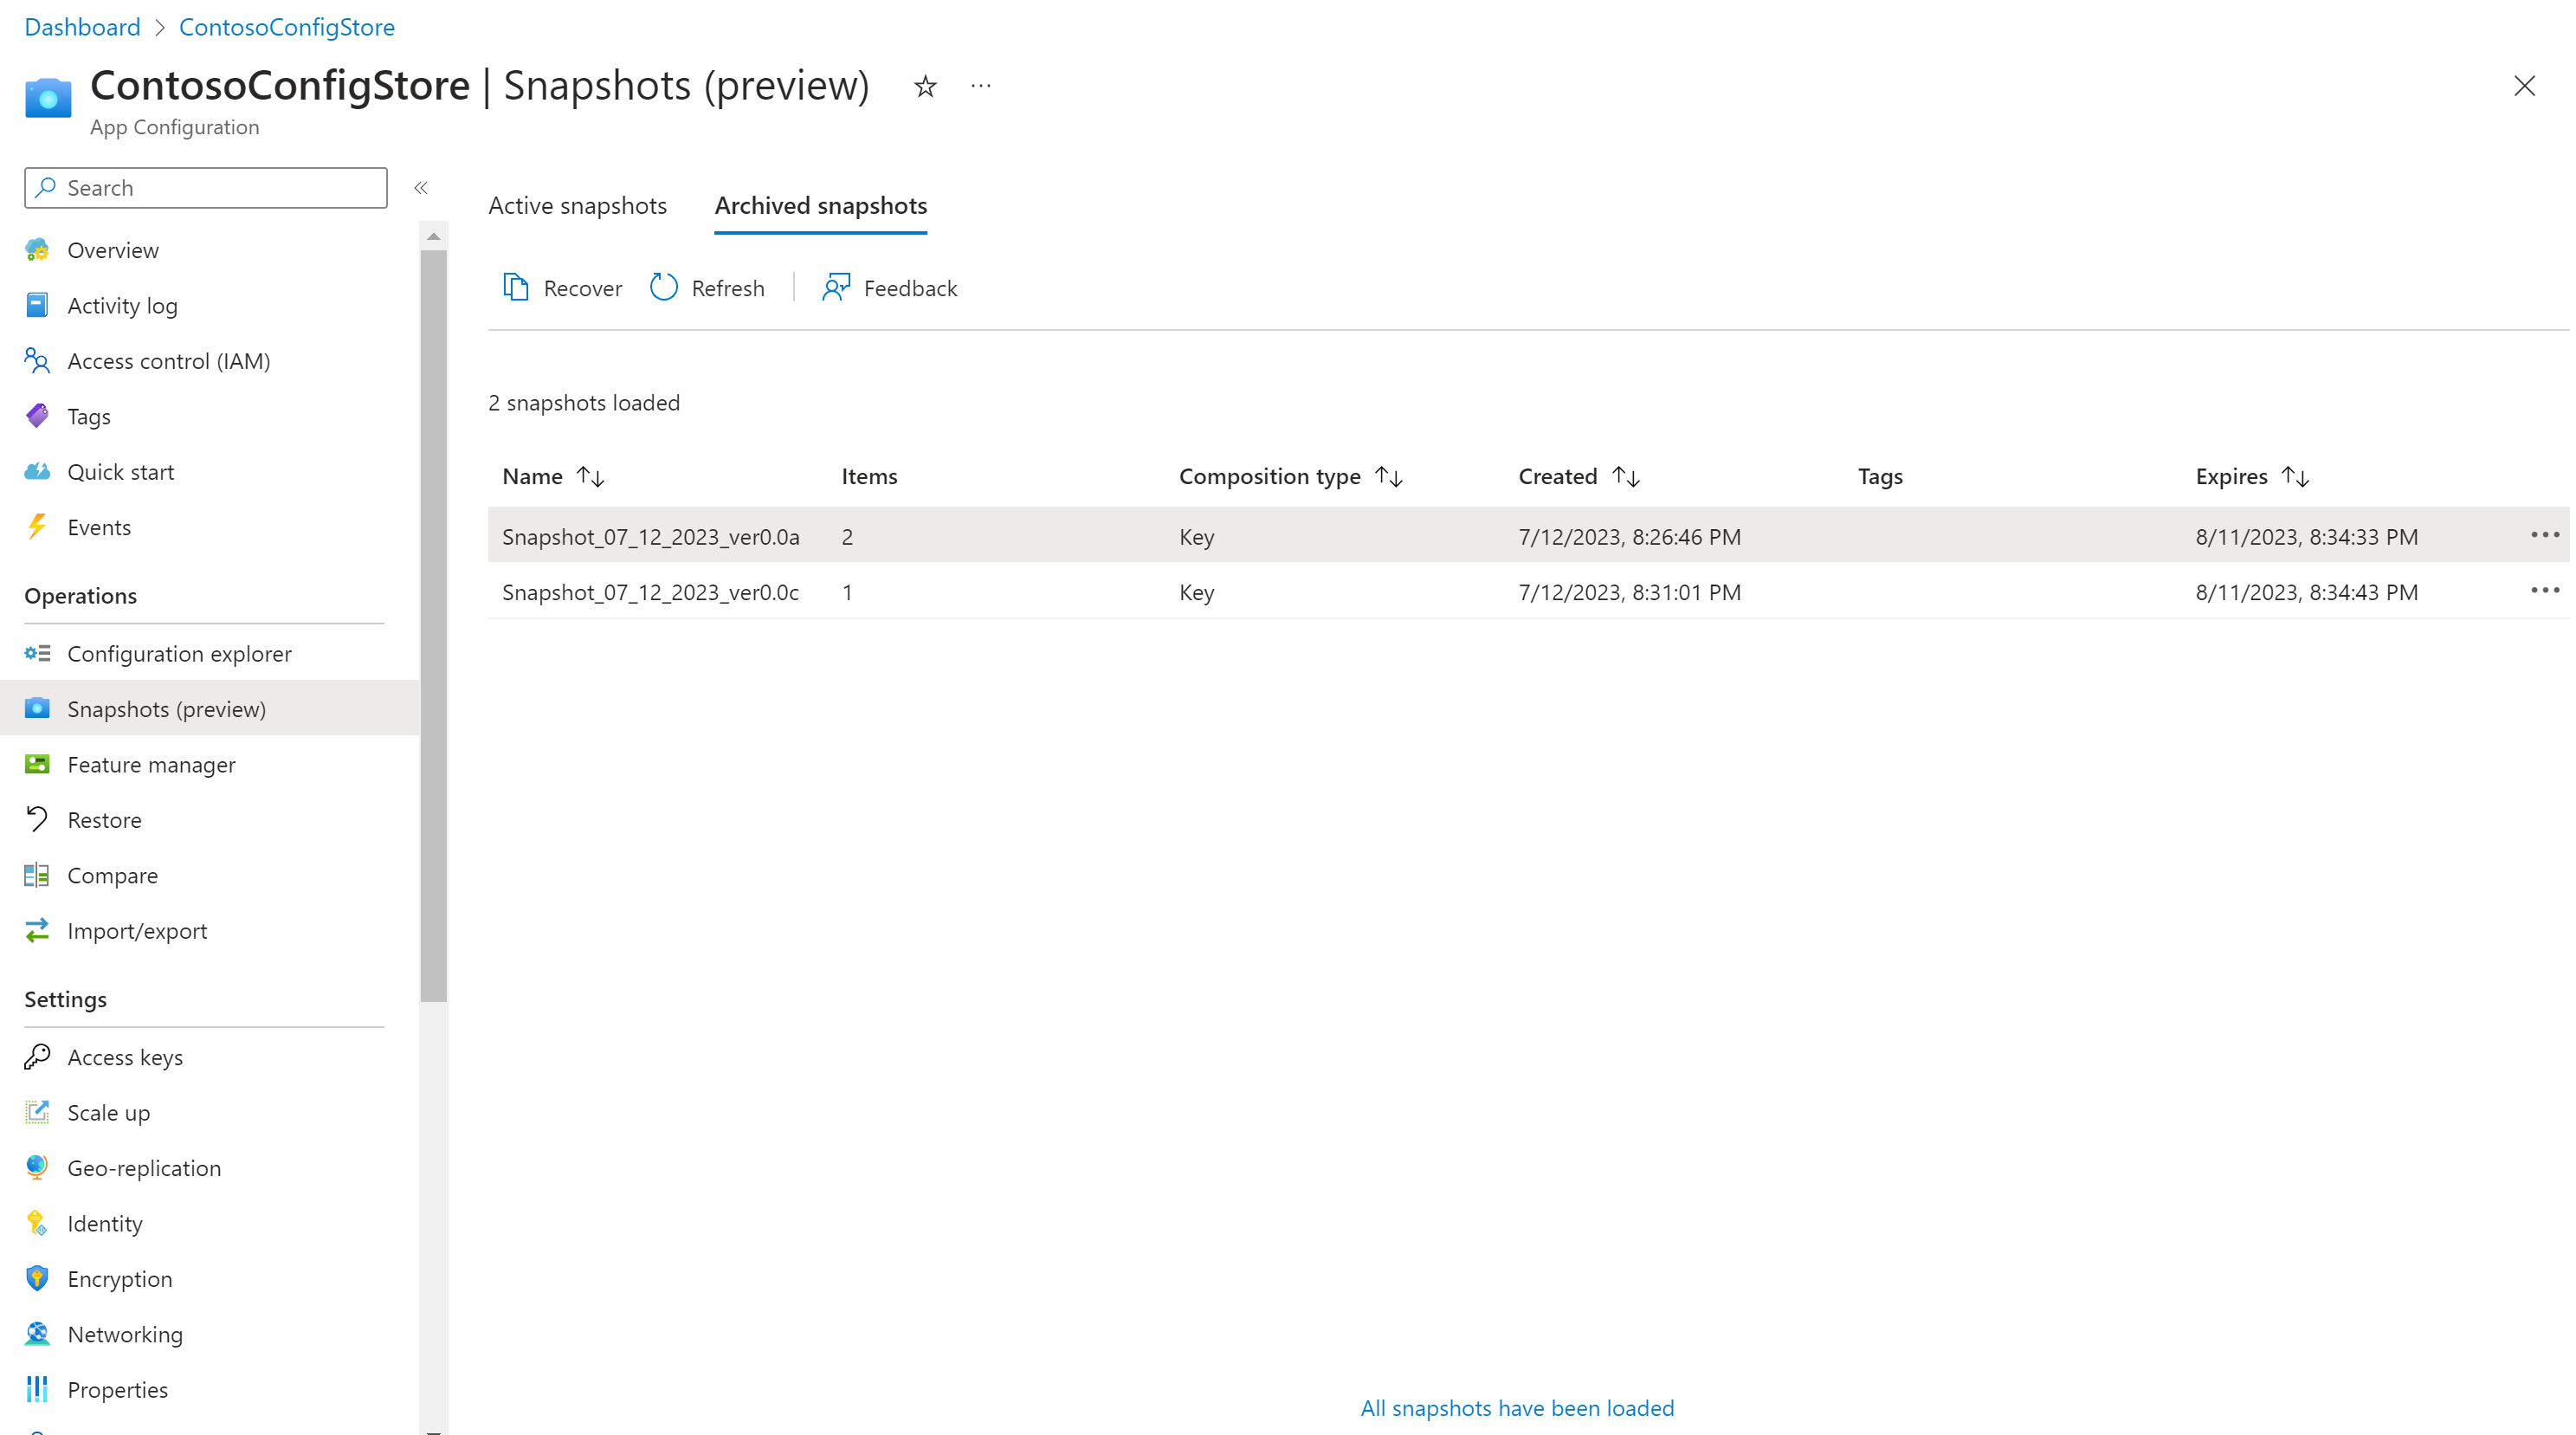 Dashboard > ContosoConfigStore
ContosoConfigStore | Snapshots (preview)
App Configuration
Search
Overview
Activity log
Access control (IAM)
Tags
Quick start
Events
Operations
Configuration explorer
Snapshots (preview)
Feature manager
Restore
Compare
Import/export
Settings
Access keys
Scale up
Geo-replication
Identity
Encryption
Networking
Properties
Active snapshots Archived snapshots
Recover Refresh Feedback
2 snapshots loaded
Name Items Composition type Created Tags Expires
Snapshot_07_12_2023_ver0.0a 2 Key 7/12/2023, 8:26:46 PM 8/11/2023, 8:34:33 PM
Snapshot_07_12_2023_ver0.0c 1 Key 7/12/2023, 8:31:01 PM 8/11/2023, 8:34:43 PM
All snapshots have been loaded